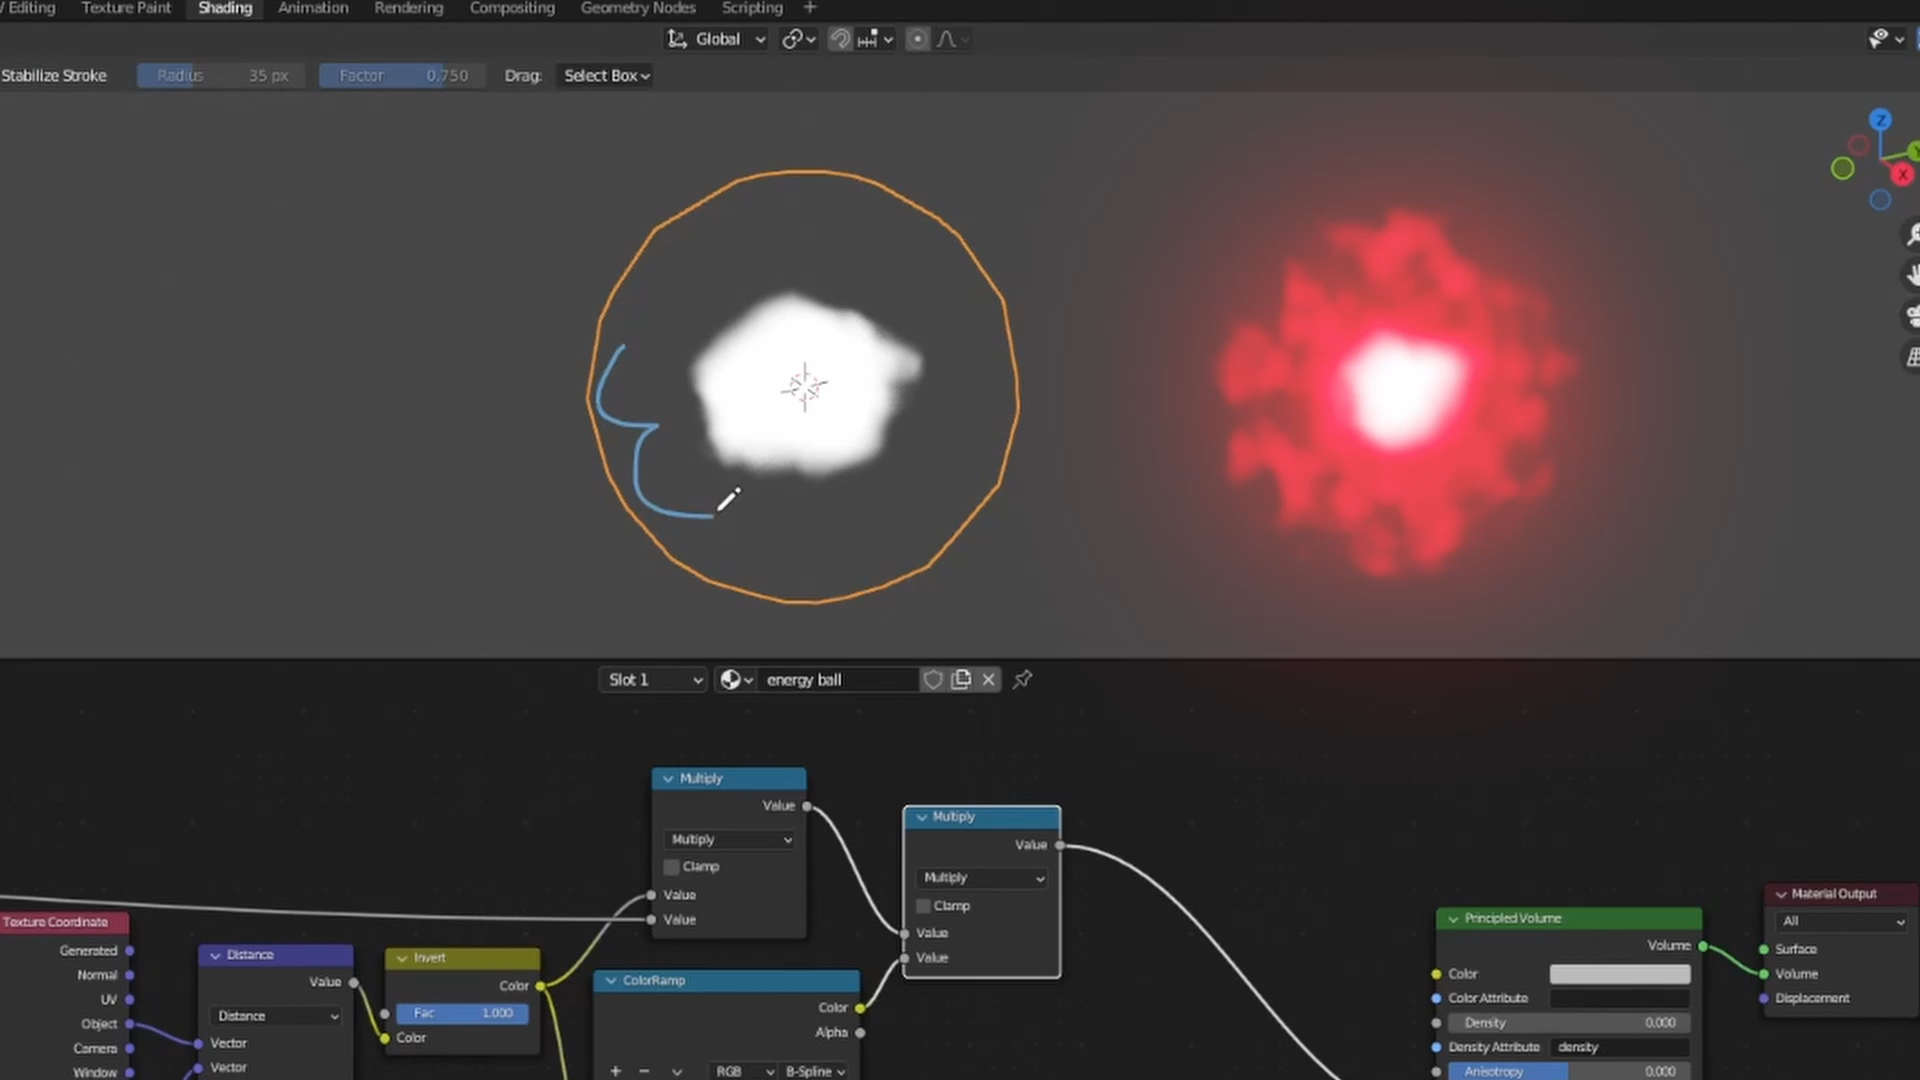 Editing
Texture Paint
Shading
Animation
Rendering
Compositing
Geometry Nodes
Scripting
+
Global
Stabilize Stroke
Radius 35 px
Factor 0.750
Drag:
Select Box
Z
Y
X
Slot 1
energy ball
Multiply
Value
Multiply
Clamp
Value
Value
Multiply
Value
Multiply
Clamp
Value
Value
Texture Coordinate
Generated
Normal
UV
Object
Camera
Window
Distance
Value
Distance
Vector
Vector
Invert
Color
Fac 1.000
Color
ColorRamp
Color
Alpha
+ −
RGB
B-Spline
Principled Volume
Volume
Color
Color Attribute
Density 0.000
Density Attribute density
Anisotropy 0.000
Material Output
All
Surface
Volume
Displacement